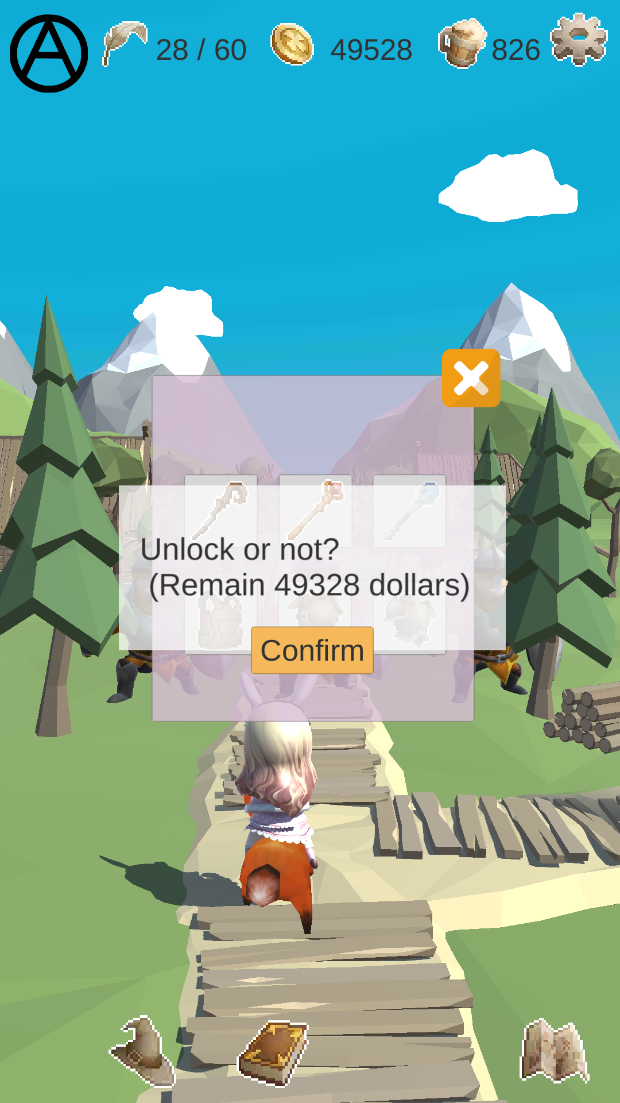 28 / 60 49528 826
Unlock or not?
(Remain 49328 dollars)
Confirm